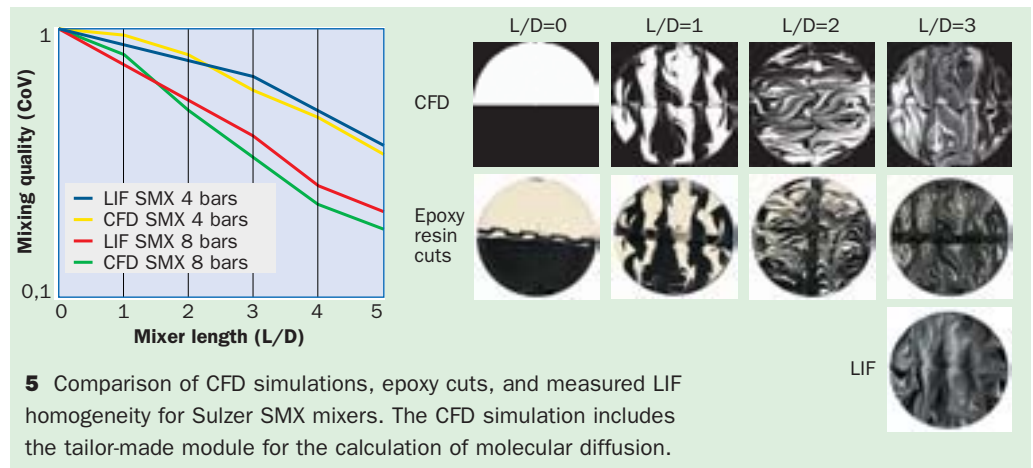 1
Mixing quality (CoV)
LIF SMX 4 bars
CFD SMX 4 bars
LIF SMX 8 bars
CFD SMX 8 bars
0,1
0 1 2 3 4 5
Mixer length (L/D)
L/D=0 L/D=1 L/D=2 L/D=3
CFD
Epoxy
resin
cuts
LIF
5 Comparison of CFD simulations, epoxy cuts, and measured LIF
homogeneity for Sulzer SMX mixers. The CFD simulation includes
the tailor-made module for the calculation of molecular diffusion.